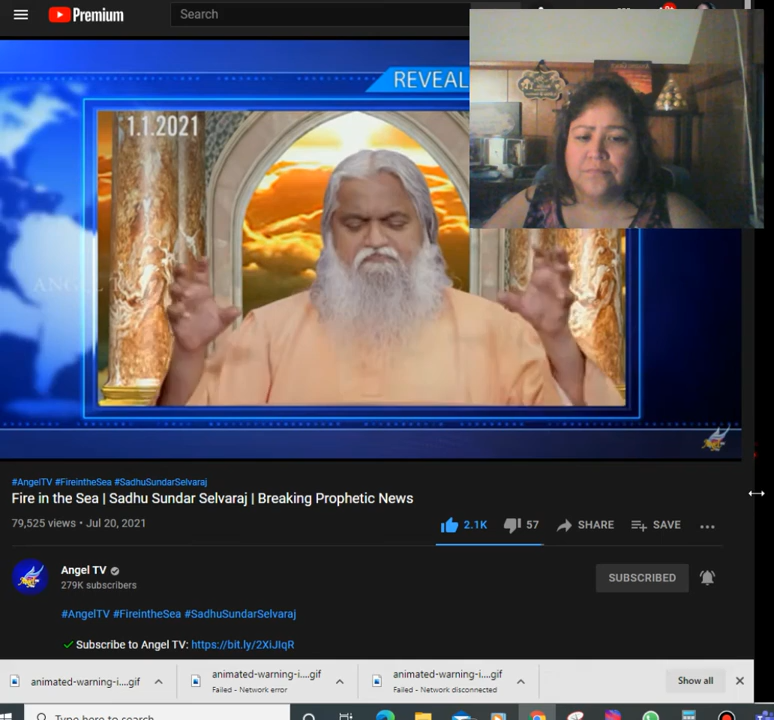 Premium
Search
REVEAL
1.1.2021
#AngelTV #FireintheSea #SadhuSundarSelvaraj
Fire in the Sea | Sadhu Sundar Selvaraj | Breaking Prophetic News
79,525 views • Jul 20, 2021
2.1K
57
SHARE
SAVE
Angel TV
279K subscribers
SUBSCRIBED
#AngelTV #FireintheSea #SadhuSundarSelvaraj
Subscribe to Angel TV: https://bit.ly/2XiJIqR
animated-warning-i....gif
animated-warning-i....gif
Failed - Network error
animated-warning-i....gif
Failed - Network disconnected
Show all
Type here to search